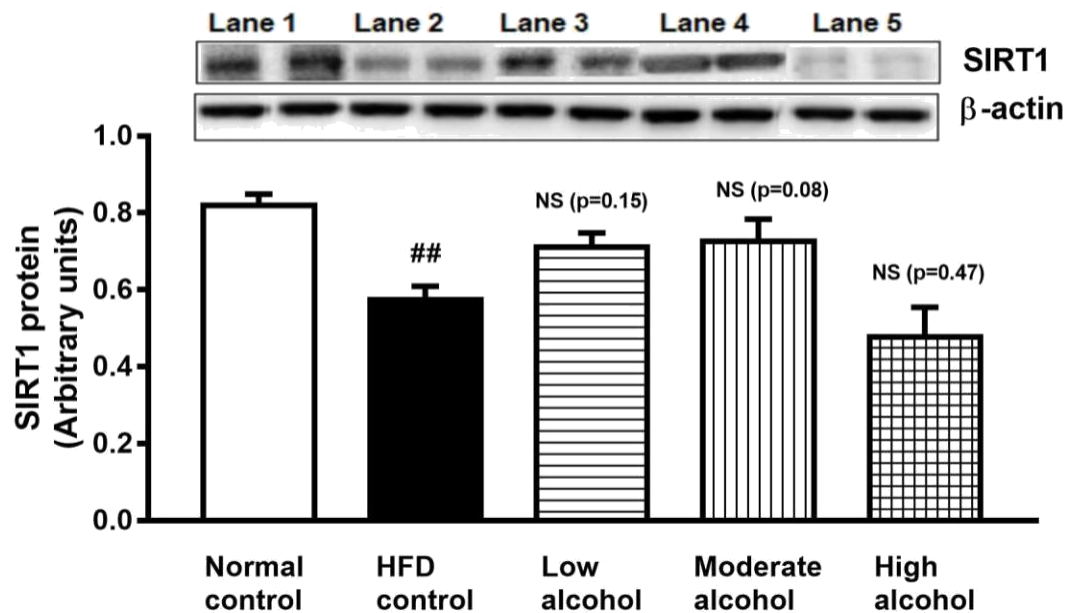 Lane 1 Lane 2 Lane 3 Lane 4 Lane 5
SIRT1
β-actin
SIRT1 protein
(Arbitrary units)
1.0
0.8
0.6
0.4
0.2
0.0
##
NS (p=0.15)
NS (p=0.08)
NS (p=0.47)
Normal
control
HFD
control
Low
alcohol
Moderate
alcohol
High
alcohol